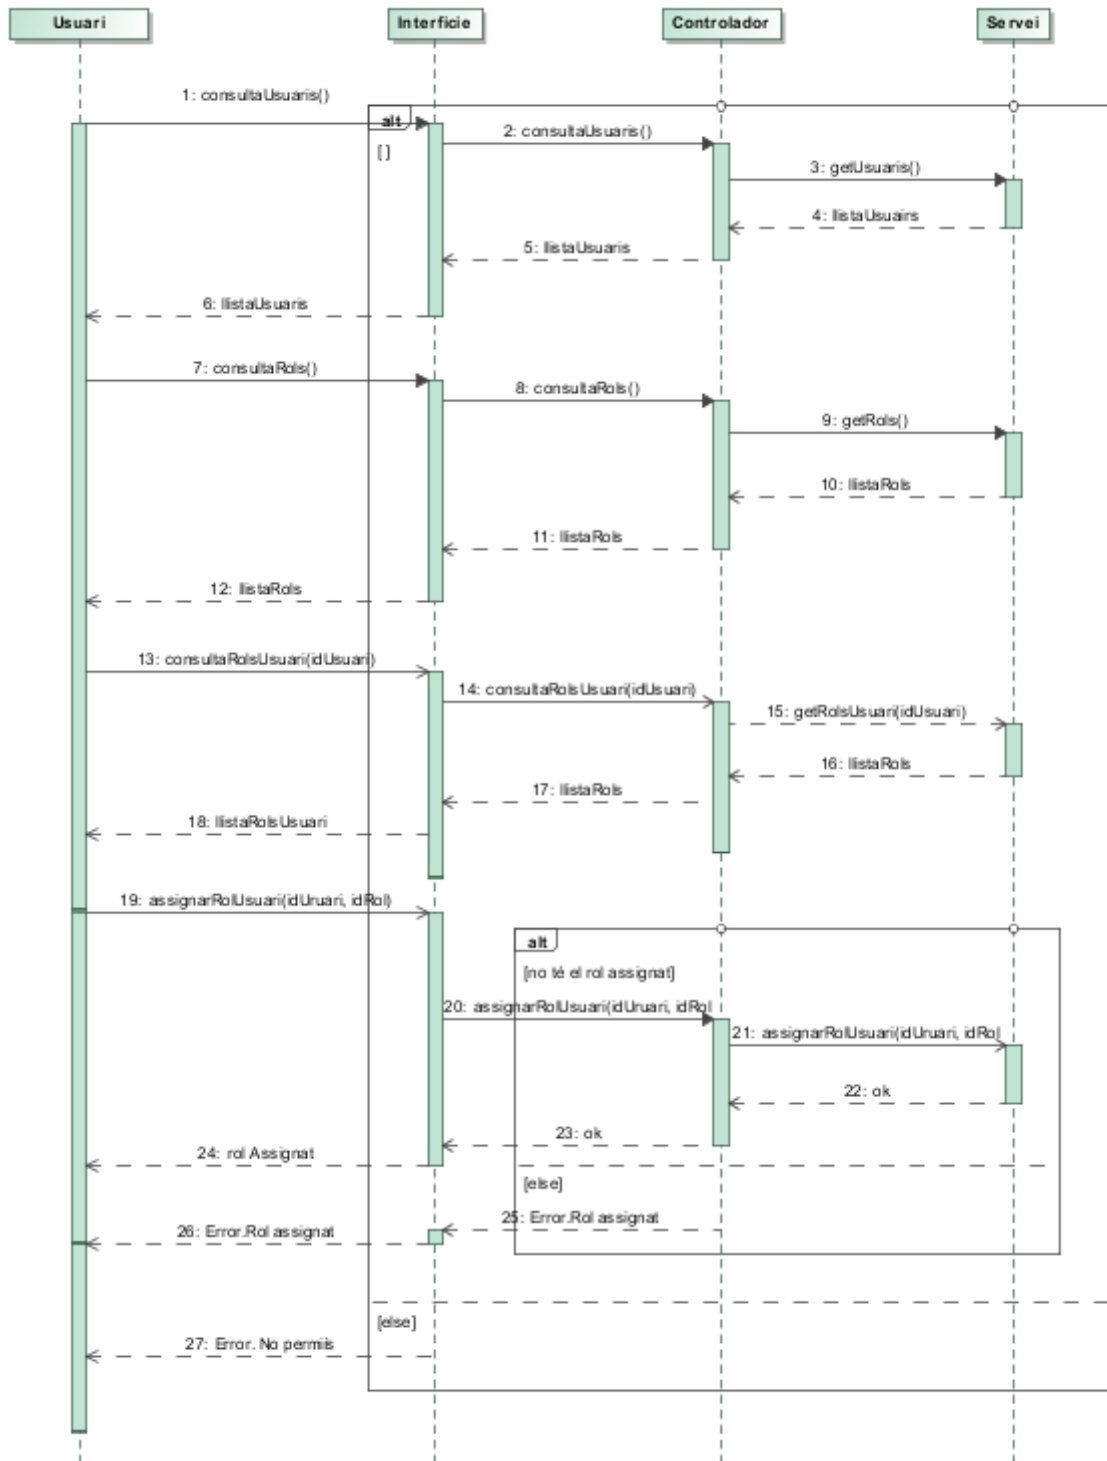 Usuari
Interfície
Controlador
Servei
1: consultaUsuaris()
alt
[ ]
2: consultaUsuaris()
3: getUsuaris()
4: llistaUsuairs
5: llistaUsuaris
6: llistaUsuaris
7: consultaRols()
8: consultaRols()
9: getRols()
10: llistaRols
11: llistaRols
12: llistaRols
13: consultaRolsUsuari(idUsuari)
14: consultaRolsUsuari(idUsuari)
15: getRolsUsuari(idUsuari)
16: llistaRols
17: llistaRols
18: llistaRolsUsuari
19: assignarRolUsuari(idUruari, idRol)
alt
[no té el rol assignat]
20: assignarRolUsuari(idUruari, idRol
21: assignarRolUsuari(idUruari, idRol
22: ok
23: ok
24: rol Assignat
[else]
25: Error.Rol assignat
26: Error.Rol assignat
[else]
27: Error. No permiís